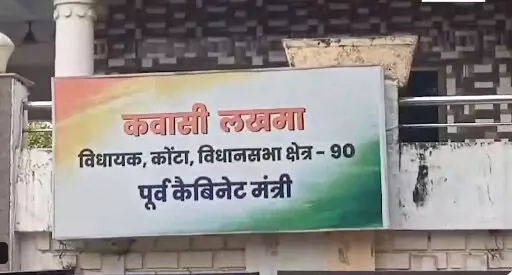 कवासी लखमा
विधायक, कोंटा, विधानसभा क्षेत्र - 90
पूर्व कैबिनेट मंत्री